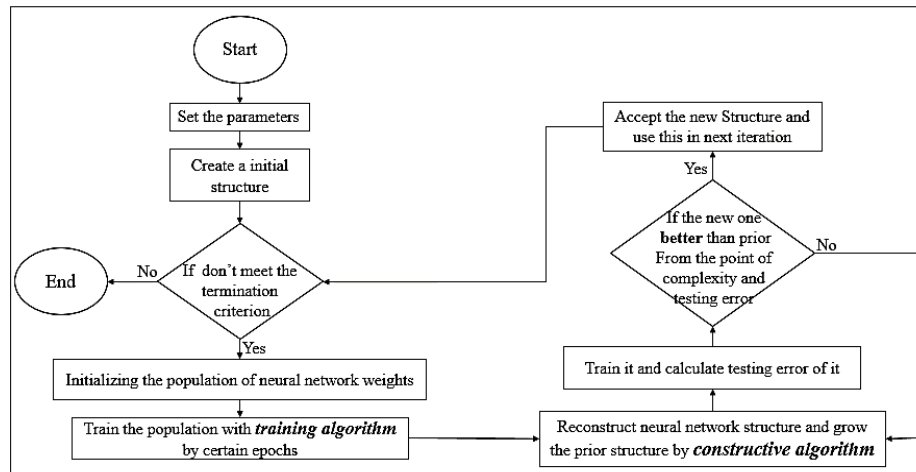 Start
Set the parameters
Create a initial
structure
If don't meet the
termination
criterion
No
End
Yes
Initializing the population of neural network weights
Train the population with training algorithm
by certain epochs
Reconstruct neural network structure and grow
the prior structure by constructive algorithm
Train it and calculate testing error of it
If the new one
better than prior
From the point of
complexity and
testing error
No
Yes
Accept the new Structure and
use this in next iteration